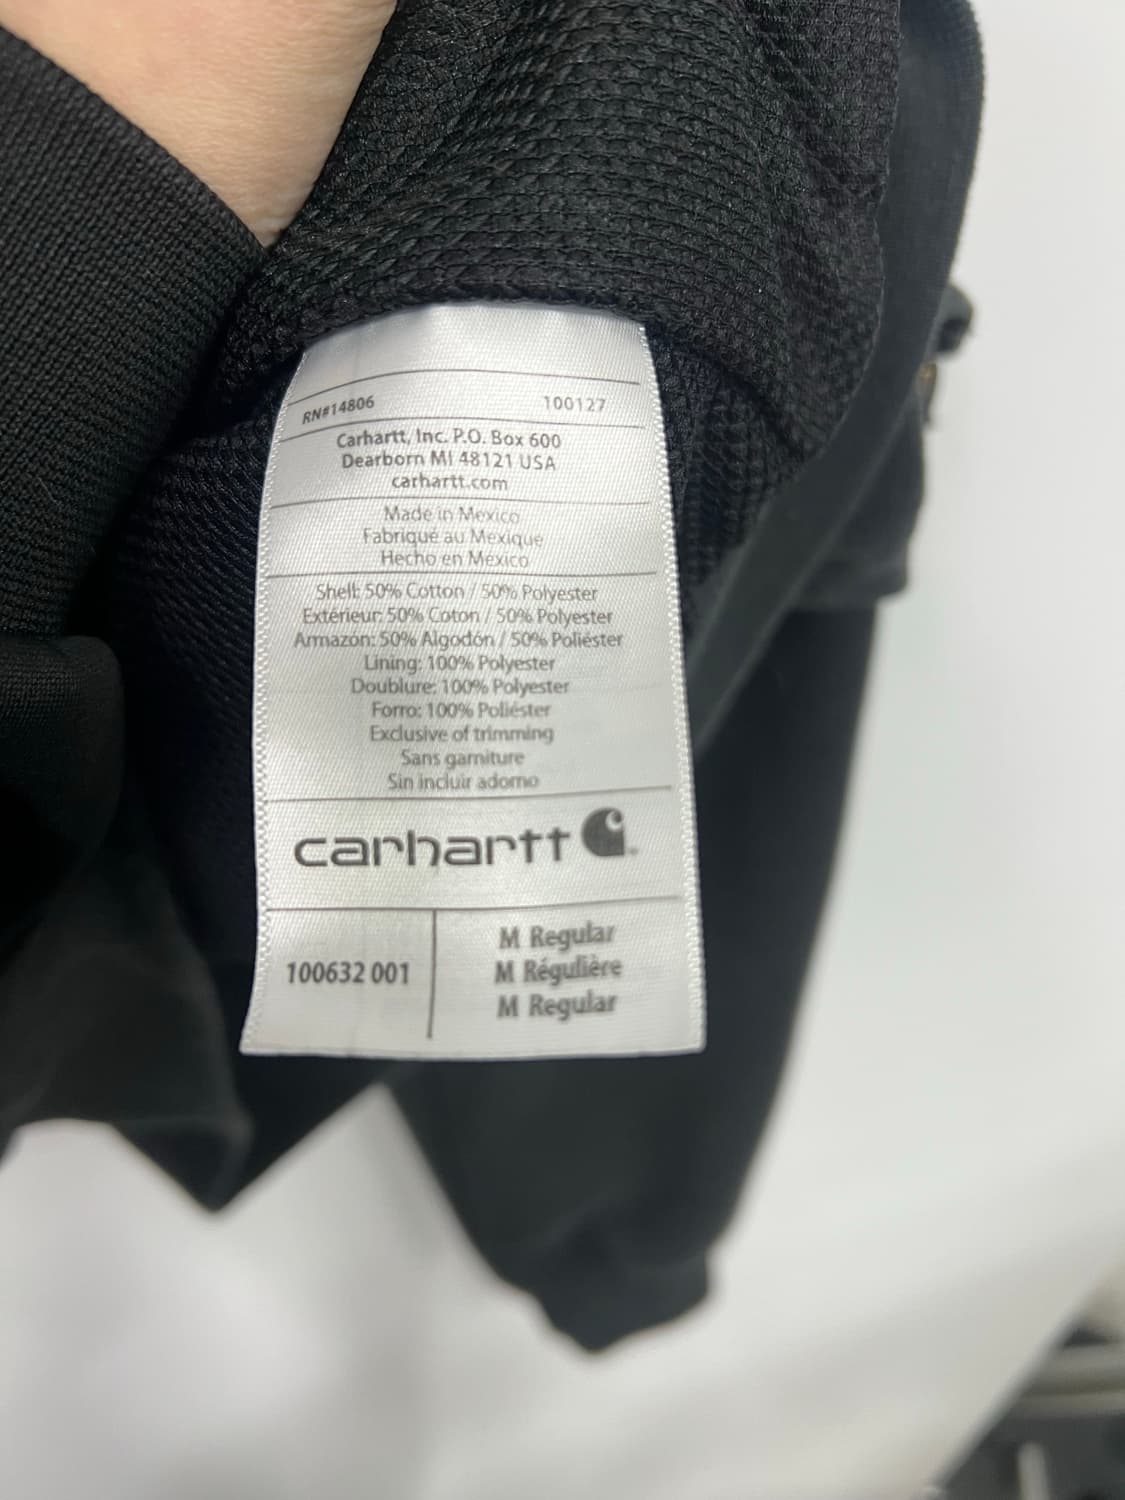 RN#14806 100127
Carhartt, Inc. P.O. Box 600
Dearborn MI 48121 USA
carhartt.com
Made in Mexico
Fabriqué au Mexique
Hecho en Mexico
Shell: 50% Cotton / 50% Polyester
Extérieur: 50% Coton / 50% Polyester
Armazón: 50% Algodón / 50% Poliéster
Lining: 100% Polyester
Doublure: 100% Polyester
Forro: 100% Poliéster
Exclusive of trimming
Sans garniture
Sin incluir adorno
carhartt
100632 001
M Regular
M Régulière
M Regular